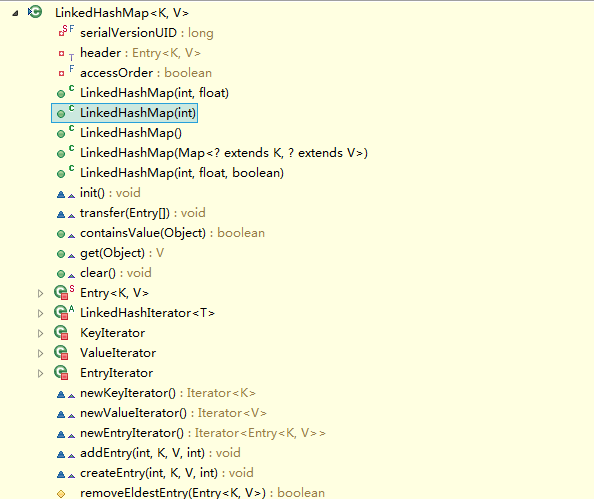 LinkedHashMap<K, V>
serialVersionUID : long
header : Entry<K, V>
accessOrder : boolean
LinkedHashMap(int, float)
LinkedHashMap(int)
LinkedHashMap()
LinkedHashMap(Map<? extends K, ? extends V>)
LinkedHashMap(int, float, boolean)
init() : void
transfer(Entry[]) : void
containsValue(Object) : boolean
get(Object) : V
clear() : void
Entry<K, V>
LinkedHashIterator<T>
KeyIterator
ValueIterator
EntryIterator
newKeyIterator() : Iterator<K>
newValueIterator() : Iterator<V>
newEntryIterator() : Iterator<Entry<K, V>>
addEntry(int, K, V, int) : void
createEntry(int, K, V, int) : void
removeEldestEntry(Entry<K, V>) : boolean